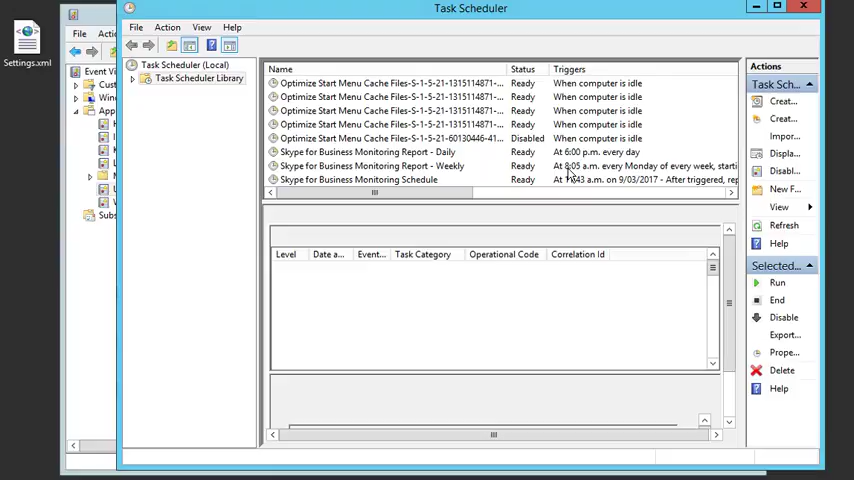 Settings.xml
File
Actio
Event Vi
Cust
Wind
App
Subs
Task Scheduler
File Action View Help
Task Scheduler (Local)
Task Scheduler Library
Name Status Triggers
Optimize Start Menu Cache Files-S-1-5-21-1315114871-... Ready When computer is idle
Optimize Start Menu Cache Files-S-1-5-21-1315114871-... Ready When computer is idle
Optimize Start Menu Cache Files-S-1-5-21-1315114871-... Ready When computer is idle
Optimize Start Menu Cache Files-S-1-5-21-1315114871-... Ready When computer is idle
Optimize Start Menu Cache Files-S-1-5-21-60130446-41... Disabled When computer is idle
Skype for Business Monitoring Report - Daily Ready At 6:00 p.m. every day
Skype for Business Monitoring Report - Weekly Ready At 8:05 a.m. every Monday of every week, starti
Skype for Business Monitoring Schedule Ready At a.m. on 9/03/2017 - After triggered, rep
Level Date a... Event... Task Category Operational Code Correlation Id
Actions
Task Sch...
Creat...
Creat...
Impor...
Displa...
Disabl...
New F...
View
Refresh
Help
Selected...
Run
End
Disable
Export...
Prope...
Delete
Help